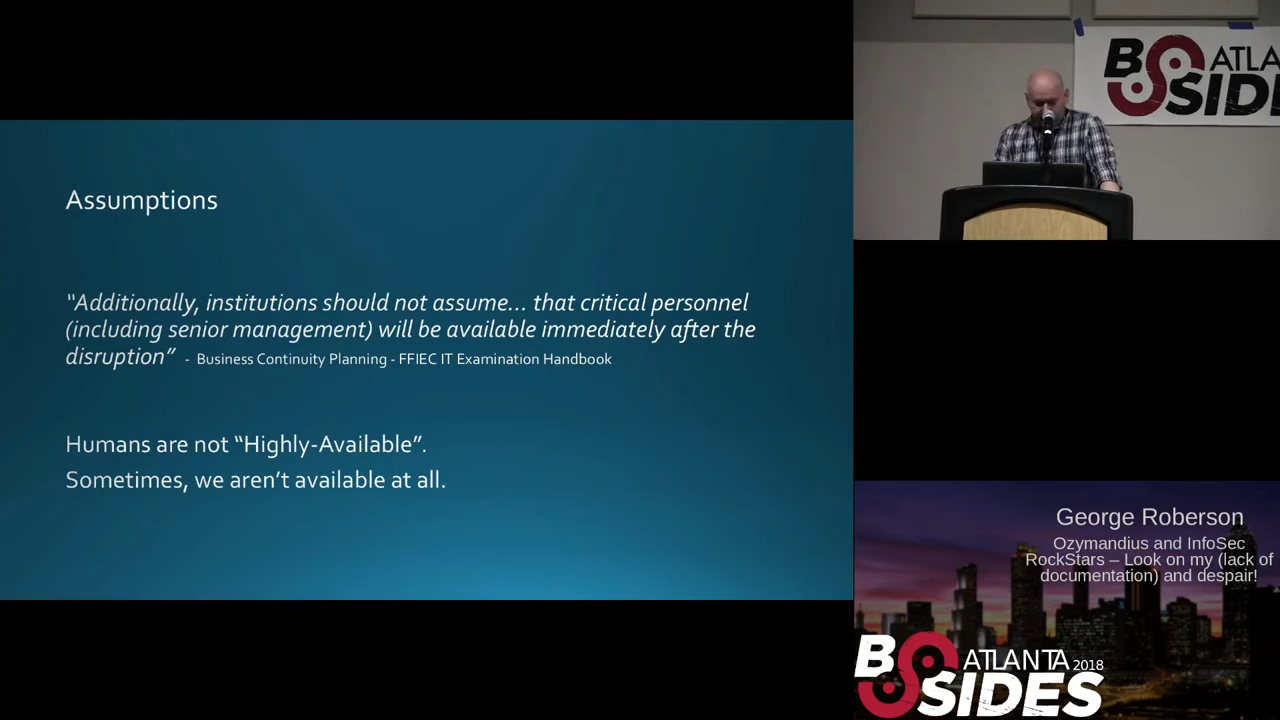 Assumptions
“Additionally, institutions should not assume... that critical personnel
(including senior management) will be available immediately after the
disruption” - Business Continuity Planning - FFIEC IT Examination Handbook
Humans are not “Highly-Available”.
Sometimes, we aren’t available at all.
BSIDES ATLA
George Roberson
Ozymandius and InfoSec
RockStars – Look on my (lack of
documentation) and despair!
B ATLANTA 2018
SIDES